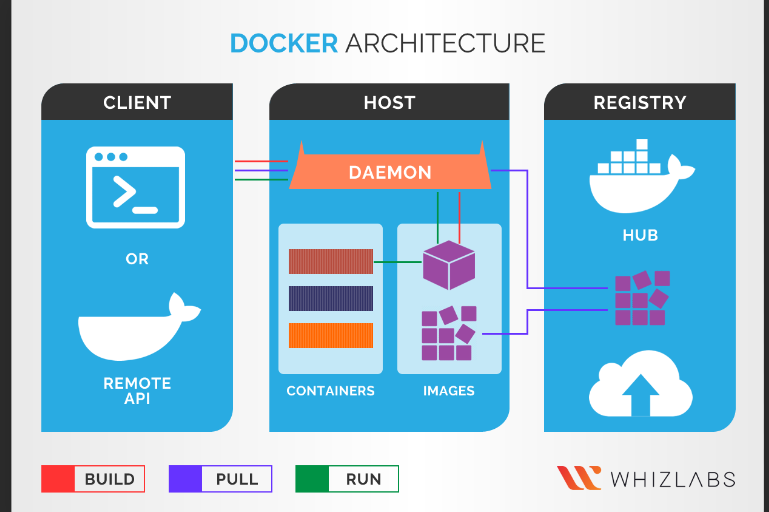 DOCKER ARCHITECTURE
CLIENT
OR
REMOTE
API
HOST
DAEMON
CONTAINERS
IMAGES
REGISTRY
HUB
BUILD
PULL
RUN
WHIZLABS